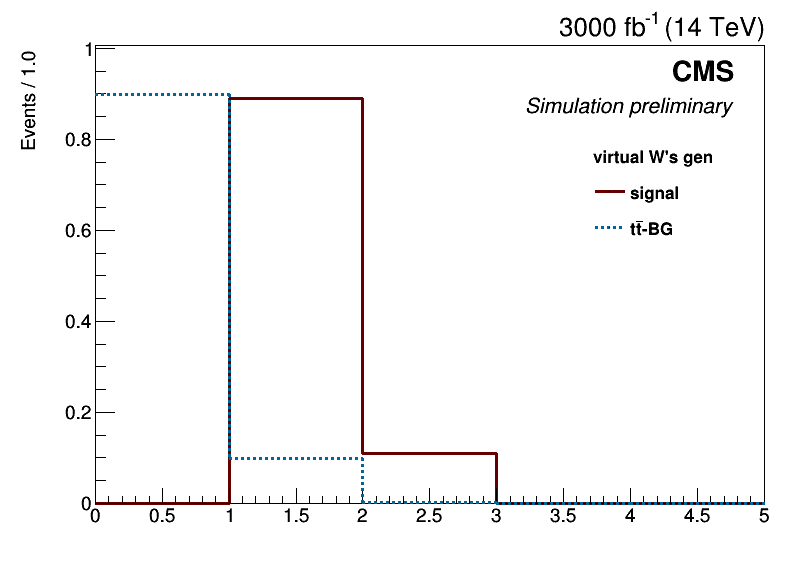 3000 fb⁻¹ (14 TeV)
Events / 1.0
CMS
Simulation preliminary
virtual W's gen
signal
tt̅-BG
1
0.8
0.6
0.4
0.2
0
0 0.5 1 1.5 2 2.5 3 3.5 4 4.5 5